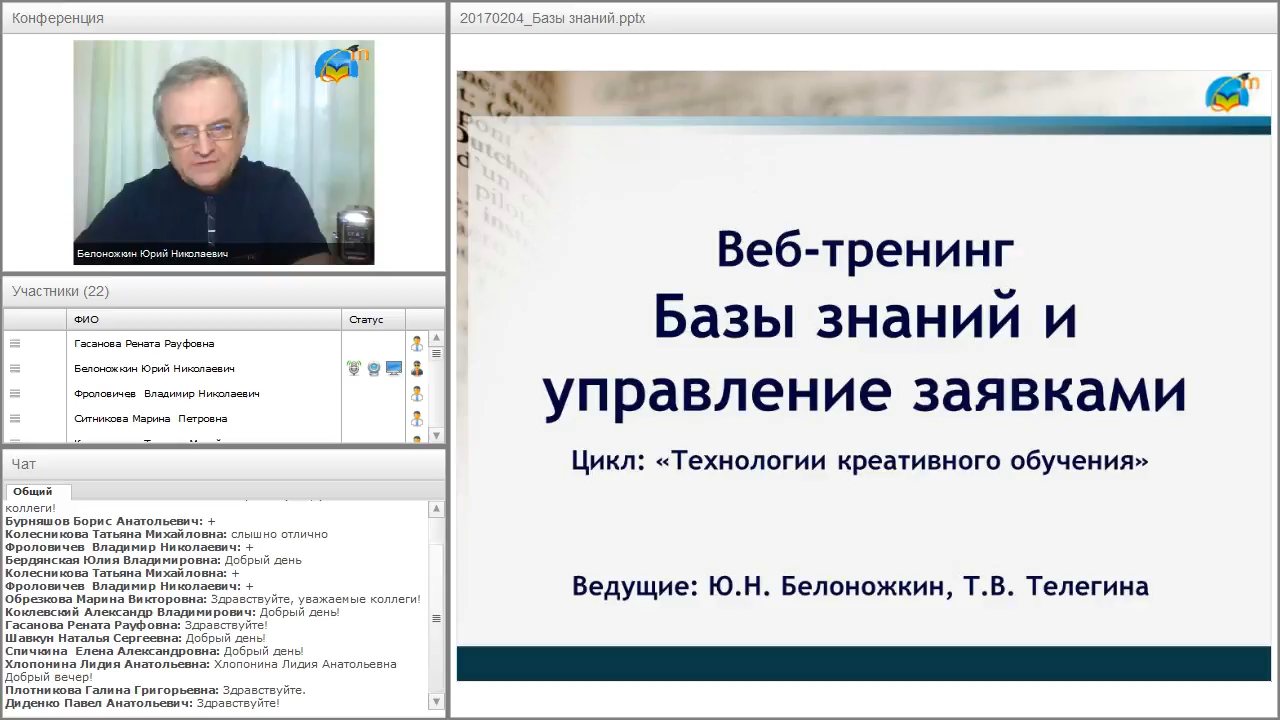 Конференция
Белоножкин Юрий Николаевич
Участники (22)
ФИО
Статус
Гасанова Рената Рауфовна
Белоножкин Юрий Николаевич
Фроловичев Владимир Николаевич
Ситникова Марина Петровна
Чат
Общий
коллеги!
Бурняшов Борис Анатольевич: +
Колесникова Татьяна Михайловна: слышно отлично
Фроловичев Владимир Николаевич: +
Бердянская Юлия Владимировна: Добрый день
Колесникова Татьяна Михайловна: +
Фроловичев Владимир Николаевич: +
Обрезкова Марина Викторовна: Здравствуйте, уважаемые коллеги!
Коклевский Александр Владимирович: Добрый день!
Гасанова Рената Рауфовна: Здравствуйте!
Шавкун Наталья Сергеевна: Добрый день!
Спичкина Елена Александровна: Добрый день!
Хлопонина Лидия Анатольевна: Хлопонина Лидия Анатольевна
Добрый вечер!
Плотникова Галина Григорьевна: Здравствуйте.
Диденко Павел Анатольевич: Здравствуйте!
20170204_Базы знаний.pptx
Веб-тренинг
Базы знаний и
управление заявками
Цикл: «Технологии креативного обучения»
Ведущие: Ю.Н. Белоножкин, Т.В. Телегина